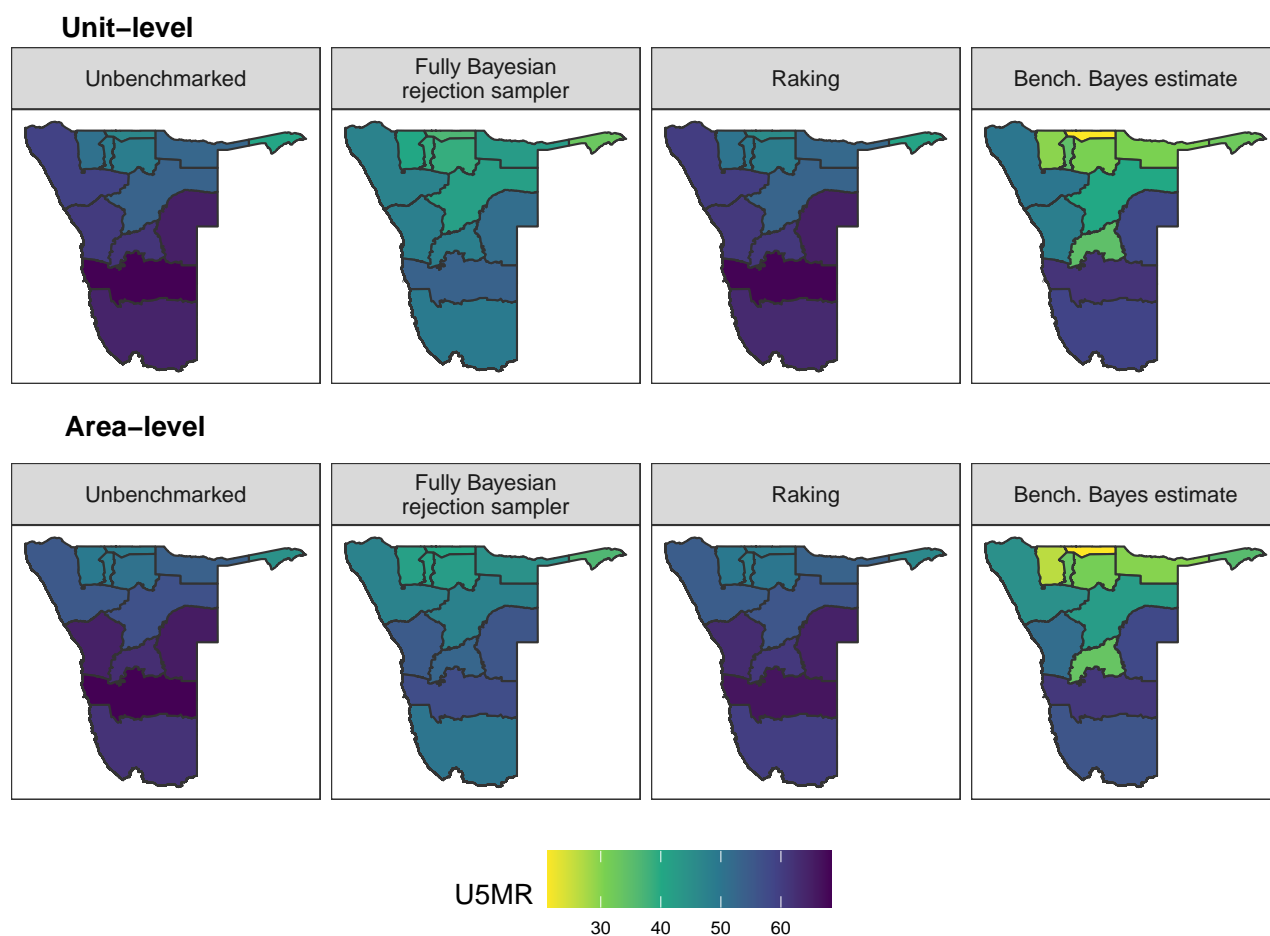 Unit−level
Unbenchmarked
Fully Bayesian
rejection sampler
Raking
Bench. Bayes estimate
Area−level
Unbenchmarked
Fully Bayesian
rejection sampler
Raking
Bench. Bayes estimate
U5MR
30 40 50 60